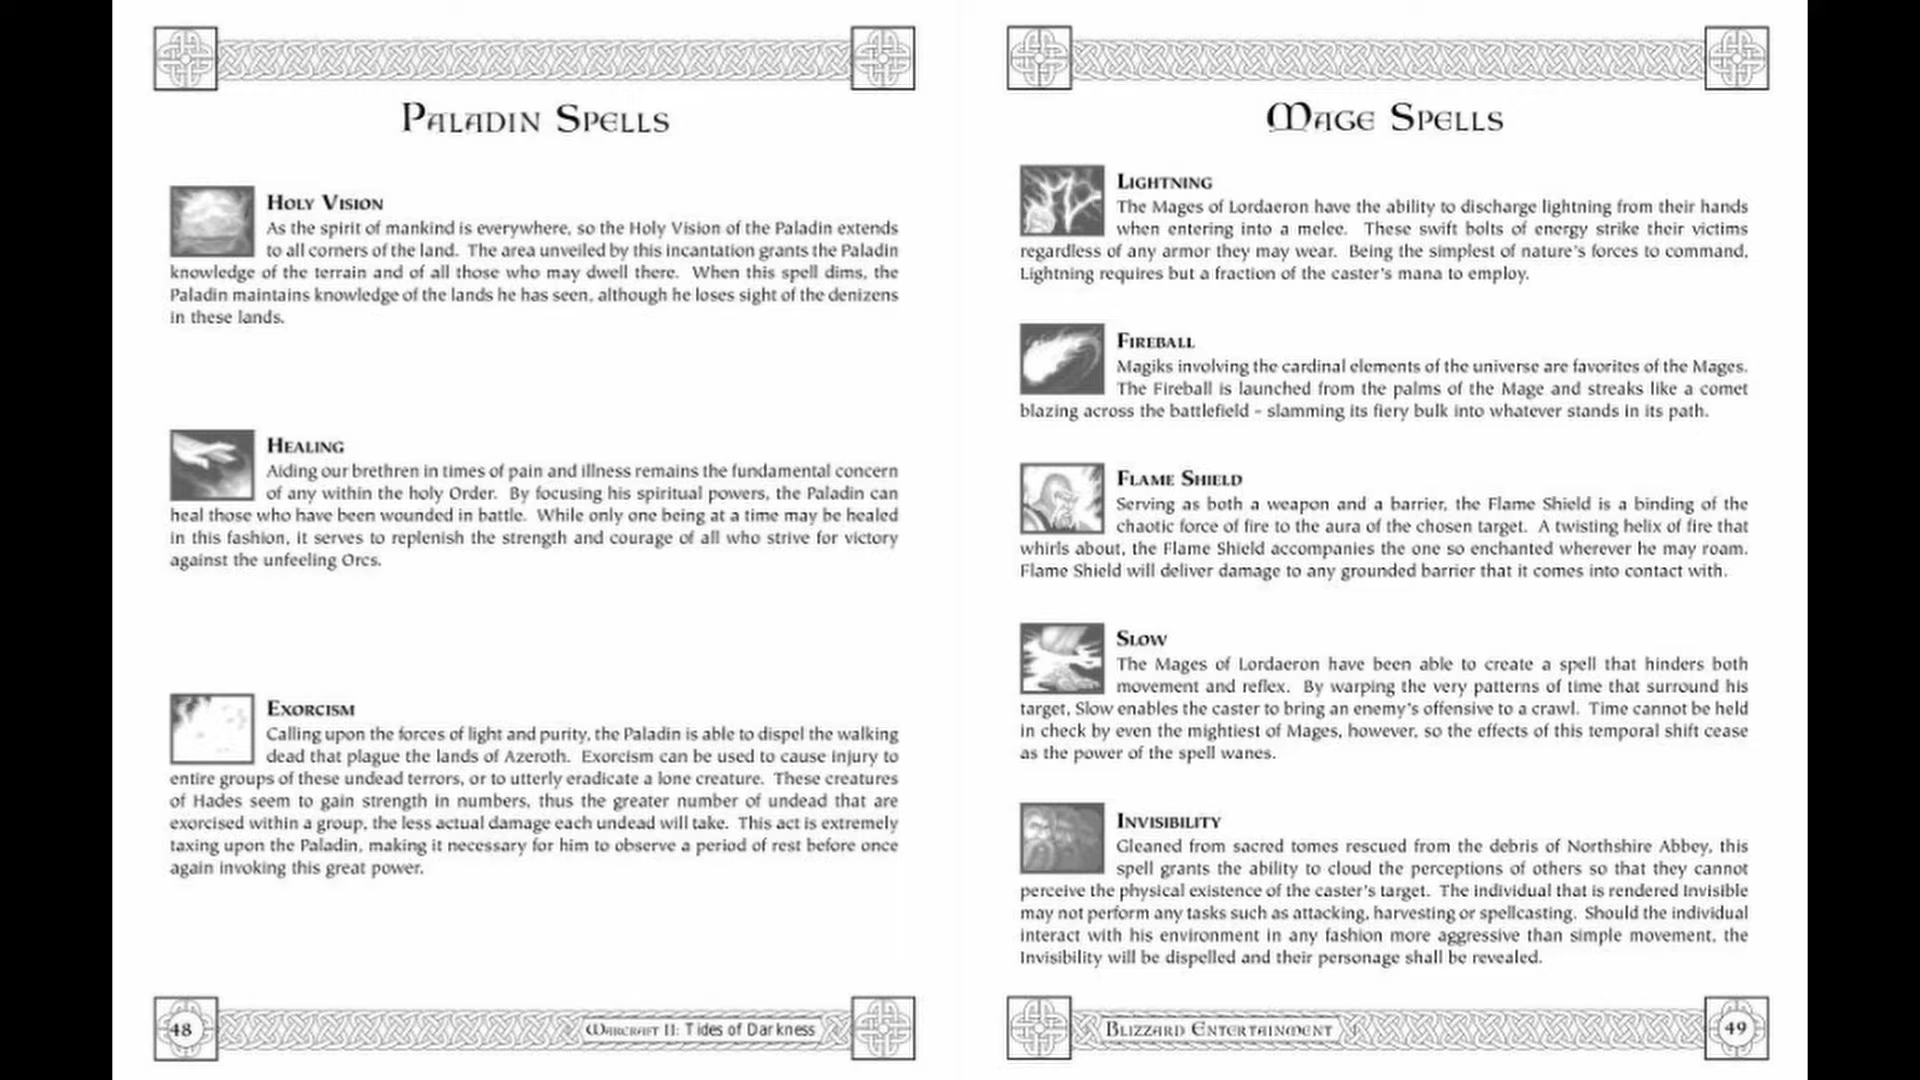 Paladin Spells
Holy Vision
As the spirit of mankind is everywhere, so the Holy Vision of the Paladin extends
to all corners of the land. The area unveiled by this incantation grants the Paladin
knowledge of the terrain and of all those who may dwell there. When this spell dims, the
Paladin maintains knowledge of the lands he has seen, although he loses sight of the denizens
in these lands.
Healing
Aiding our brethren in times of pain and illness remains the fundamental concern
of any within the holy Order. By focusing his spiritual powers, the Paladin can
heal those who have been wounded in battle. While only one being at a time may be healed
in this fashion, it serves to replenish the strength and courage of all who strive for victory
against the unfeeling Orcs.
Exorcism
Calling upon the forces of light and purity, the Paladin is able to dispel the walking
dead that plague the lands of Azeroth. Exorcism can be used to cause injury to
entire groups of these undead terrors, or to utterly eradicate a lone creature. These creatures
of Hades seem to gain strength in numbers, thus the greater number of undead that are
exorcised within a group, the less actual damage each undead will take. This act is extremely
taxing upon the Paladin, making it necessary for him to observe a period of rest before once
again invoking this great power.
48
Warcraft II: Tides of Darkness
Mage Spells
Lightning
The Mages of Lordaeron have the ability to discharge lightning from their hands
when entering into a melee. These swift bolts of energy strike their victims
regardless of any armor they may wear. Being the simplest of nature's forces to command,
Lightning requires but a fraction of the caster's mana to employ.
Fireball
Magiks involving the cardinal elements of the universe are favorites of the Mages.
The Fireball is launched from the palms of the Mage and streaks like a comet
blazing across the battlefield - slamming its fiery bulk into whatever stands in its path.
Flame Shield
Serving as both a weapon and a barrier, the Flame Shield is a binding of the
chaotic force of fire to the aura of the chosen target. A twisting helix of fire that
whirls about, the Flame Shield accompanies the one so enchanted wherever he may roam.
Flame Shield will deliver damage to any grounded barrier that it comes into contact with.
Slow
The Mages of Lordaeron have been able to create a spell that hinders both
movement and reflex. By warping the very patterns of time that surround his
target, Slow enables the caster to bring an enemy's offensive to a crawl. Time cannot be held
in check by even the mightiest of Mages, however, so the effects of this temporal shift cease
as the power of the spell wanes.
Invisibility
Gleaned from sacred tomes rescued from the debris of Northshire Abbey, this
spell grants the ability to cloud the perceptions of others so that they cannot
perceive the physical existence of the caster's target. The individual that is rendered Invisible
may not perform any tasks such as attacking, harvesting or spellcasting. Should the individual
interact with his environment in any fashion more aggressive than simple movement, the
Invisibility will be dispelled and their personage shall be revealed.
Blizzard Entertainment
49